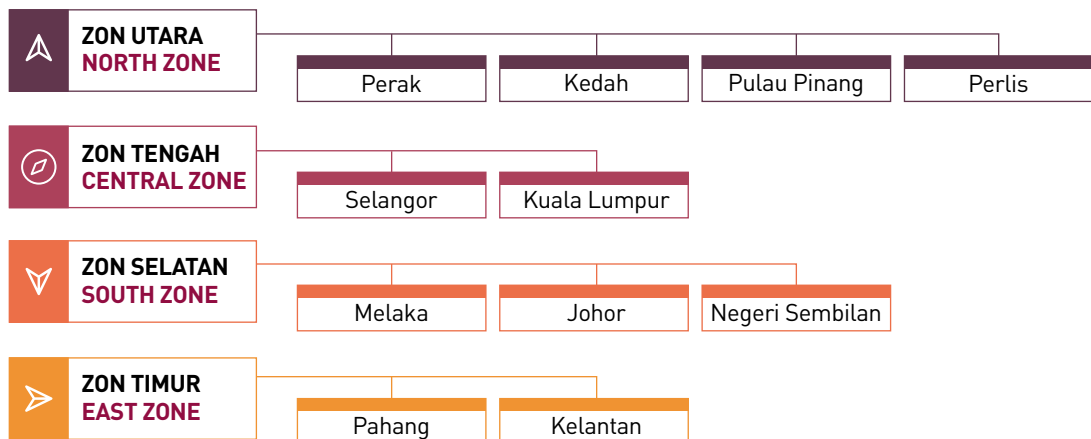 ZON UTARA
NORTH ZONE
Perak
Kedah
Pulau Pinang
Perlis
ZON TENGAH
CENTRAL ZONE
Selangor
Kuala Lumpur
ZON SELATAN
SOUTH ZONE
Melaka
Johor
Negeri Sembilan
ZON TIMUR
EAST ZONE
Pahang
Kelantan